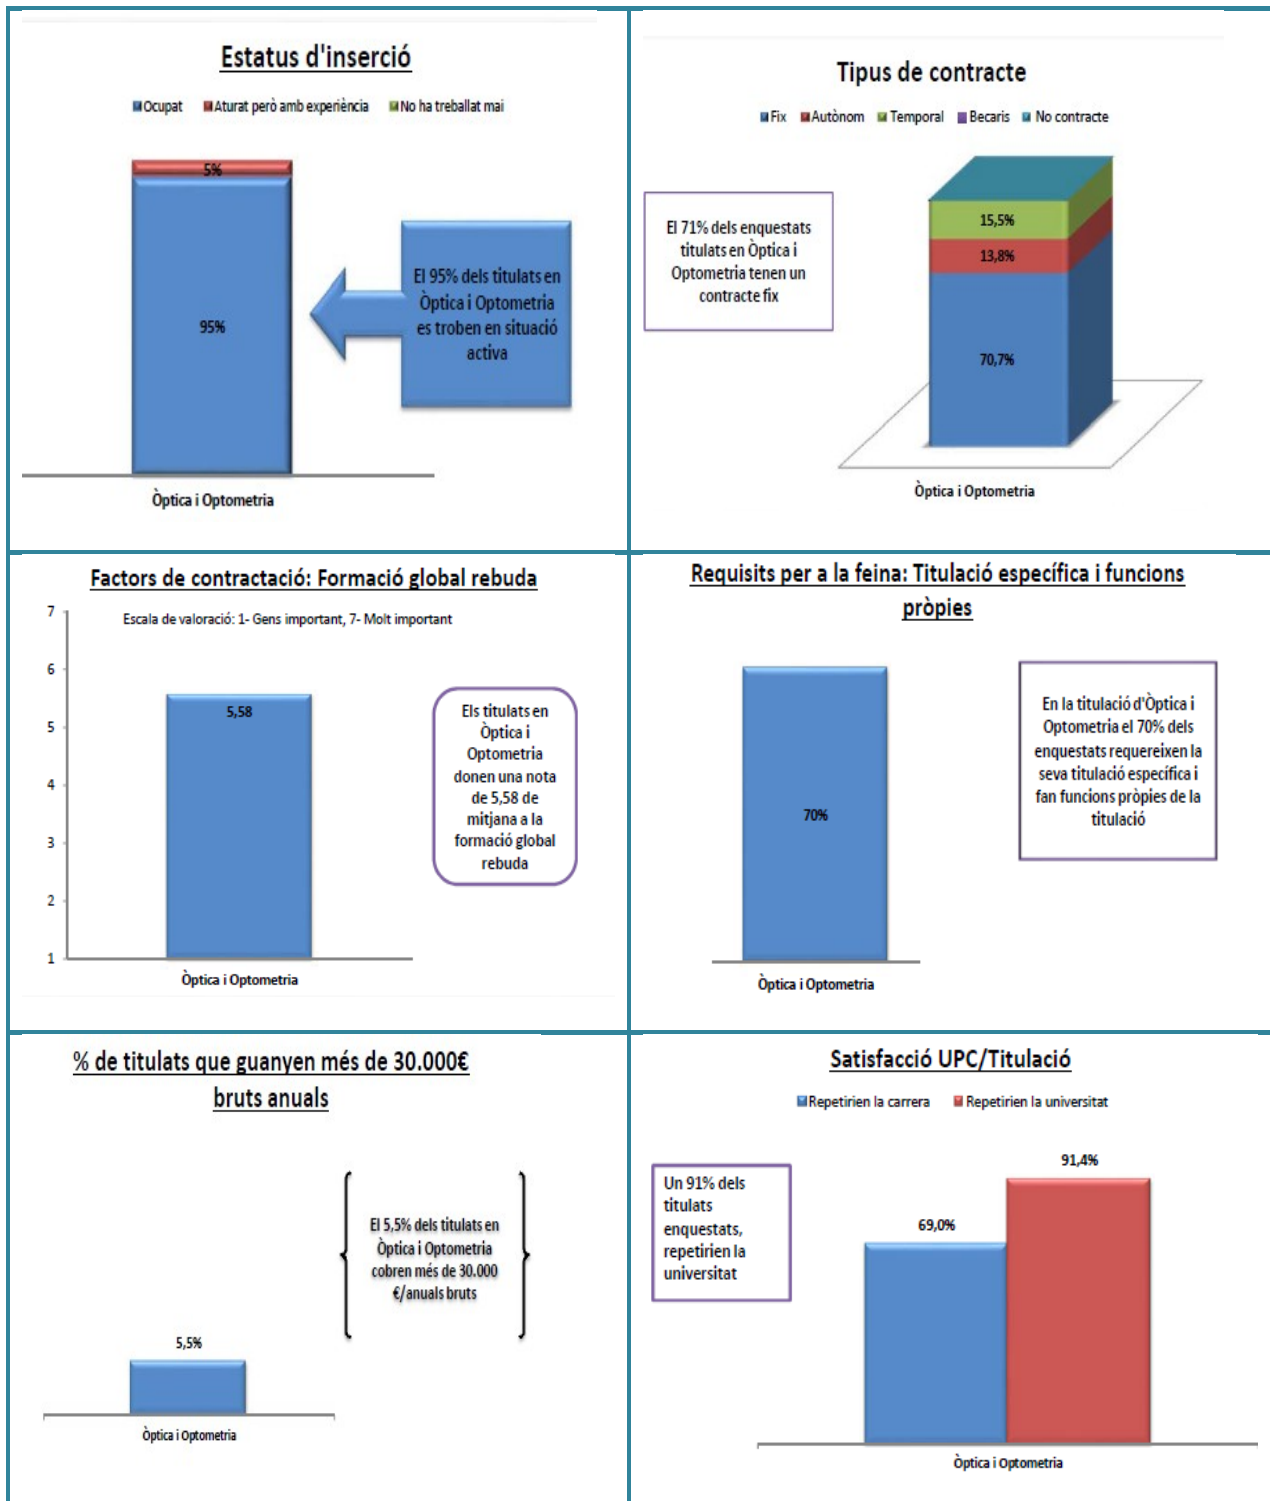 Estatus d'inserció
Ocupat Aturat però amb experiència No ha treballat mai
5%
95%
El 95% dels titulats en
Òptica i Optometria
es troben en situació
activa
Òptica i Optometria
Tipus de contracte
Fix Autònom Temporal Becaris No contracte
El 71% dels enquestats
titulats en Òptica i
Optometria tenen un
contracte fix
15,5%
13,8%
70,7%
Òptica i Optometria
Factors de contractació: Formació global rebuda
Escala de valoració: 1- Gens important, 7- Molt important
7
6
5
4
3
2
1
5,58
Els titulats en
Òptica i
Optometria
donen una nota
de 5,58 de
mitjana a la
formació global
rebuda
Òptica i Optometria
Requisits per a la feina: Titulació específica i funcions
pròpies
70%
En la titulació d'Òptica i
Optometria el 70% dels
enquestats requereixen la
seva titulació específica i
fan funcions pròpies de la
titulació
Òptica i Optometria
% de titulats que guanyen més de 30.000€
bruts anuals
El 5,5% dels titulats en
Òptica i Optometria
cobren més de 30.000
€/anuals bruts
5,5%
Òptica i Optometria
Satisfacció UPC/Titulació
Repetirien la carrera Repetirien la universitat
Un 91% dels
titulats
enquestats,
repetirien la
universitat
69,0%
91,4%
Òptica i Optometria